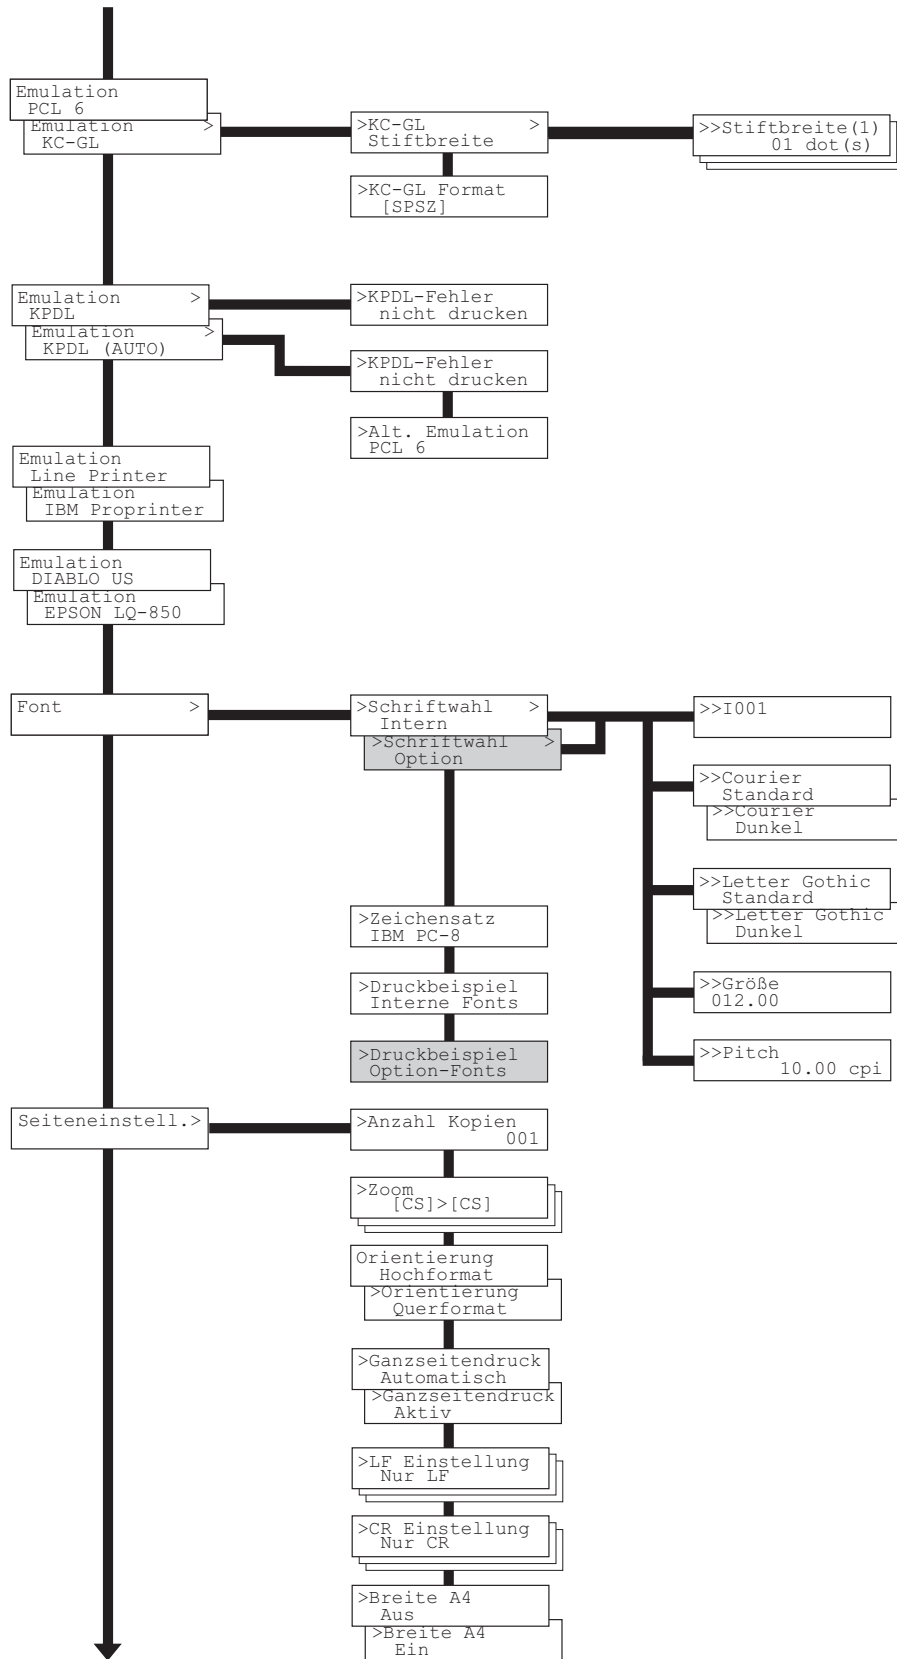 Emulation
PCL 6
Emulation >
KC-GL
>KC-GL >
Stiftbreite
>>Stiftbreite(1)
01 dot(s)
>KC-GL Format
[SPSZ]
Emulation >
KPDL
>KPDL-Fehler
nicht drucken
Emulation >
KPDL (AUTO)
>KPDL-Fehler
nicht drucken
>Alt. Emulation
PCL 6
Emulation
Line Printer
Emulation
IBM Proprinter
Emulation
DIABLO US
Emulation
EPSON LQ-850
Font >
>Schriftwahl >
Intern
>Schriftwahl >
Option
>>I001
>>Courier
Standard
>>Courier
Dunkel
>>Letter Gothic
Standard
>>Letter Gothic
Dunkel
>>Größe
012.00
>>Pitch
10.00 cpi
>Zeichensatz
IBM PC-8
>Druckbeispiel
Interne Fonts
>Druckbeispiel
Option-Fonts
Seiteneinstell.>
>Anzahl Kopien
001
>Zoom
[CS]>[CS]
Orientierung
Hochformat
>Orientierung
Querformat
>Ganzseitendruck
Automatisch
>Ganzseitendruck
Aktiv
>LF Einstellung
Nur LF
>CR Einstellung
Nur CR
>Breite A4
Aus
>Breite A4
Ein